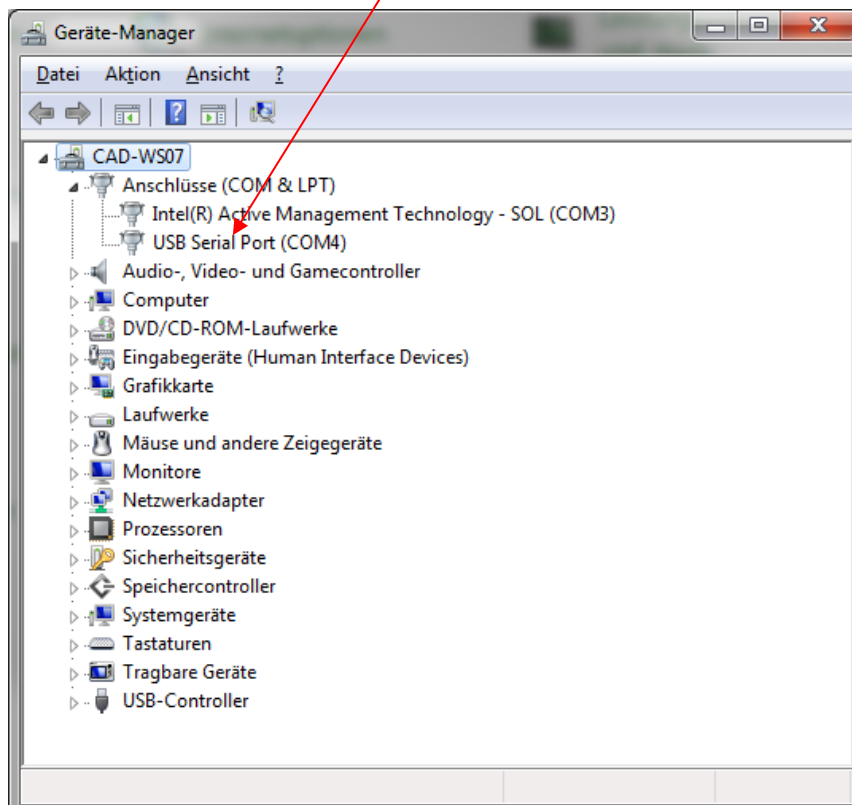 Geräte-Manager
Datei Aktion Ansicht ?
CAD-WS07
Anschlüsse (COM & LPT)
Intel(R) Active Management Technology - SOL (COM3)
USB Serial Port (COM4)
Audio-, Video- und Gamecontroller
Computer
DVD/CD-ROM-Laufwerke
Eingabegeräte (Human Interface Devices)
Grafikkarte
Laufwerke
Mäuse und andere Zeigegeräte
Monitore
Netzwerkadapter
Prozessoren
Sicherheitsgeräte
Speichercontroller
Systemgeräte
Tastaturen
Tragbare Geräte
USB-Controller